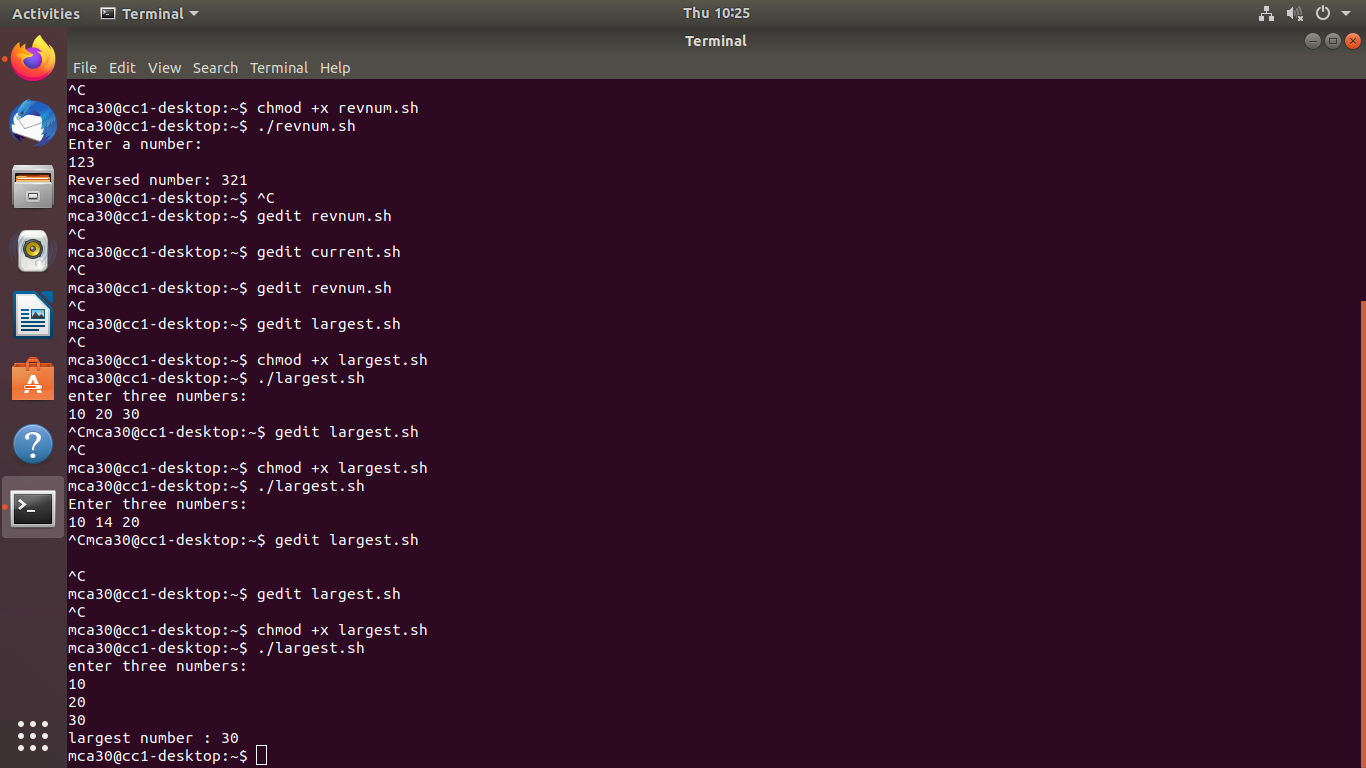 Activities Terminal Thu 10:25
Terminal
File Edit View Search Terminal Help
^C
mca30@cc1-desktop:~$ chmod +x revnum.sh
mca30@cc1-desktop:~$ ./revnum.sh
Enter a number:
123
Reversed number: 321
mca30@cc1-desktop:~$ ^C
mca30@cc1-desktop:~$ gedit revnum.sh
^C
mca30@cc1-desktop:~$ gedit current.sh
^C
mca30@cc1-desktop:~$ gedit revnum.sh
^C
mca30@cc1-desktop:~$ gedit largest.sh
^C
mca30@cc1-desktop:~$ chmod +x largest.sh
mca30@cc1-desktop:~$ ./largest.sh
enter three numbers:
10 20 30
^Cmca30@cc1-desktop:~$ gedit largest.sh
^C
mca30@cc1-desktop:~$ chmod +x largest.sh
mca30@cc1-desktop:~$ ./largest.sh
Enter three numbers:
10 14 20
^Cmca30@cc1-desktop:~$ gedit largest.sh
^C
mca30@cc1-desktop:~$ gedit largest.sh
^C
mca30@cc1-desktop:~$ chmod +x largest.sh
mca30@cc1-desktop:~$ ./largest.sh
enter three numbers:
10
20
30
largest number : 30
mca30@cc1-desktop:~$